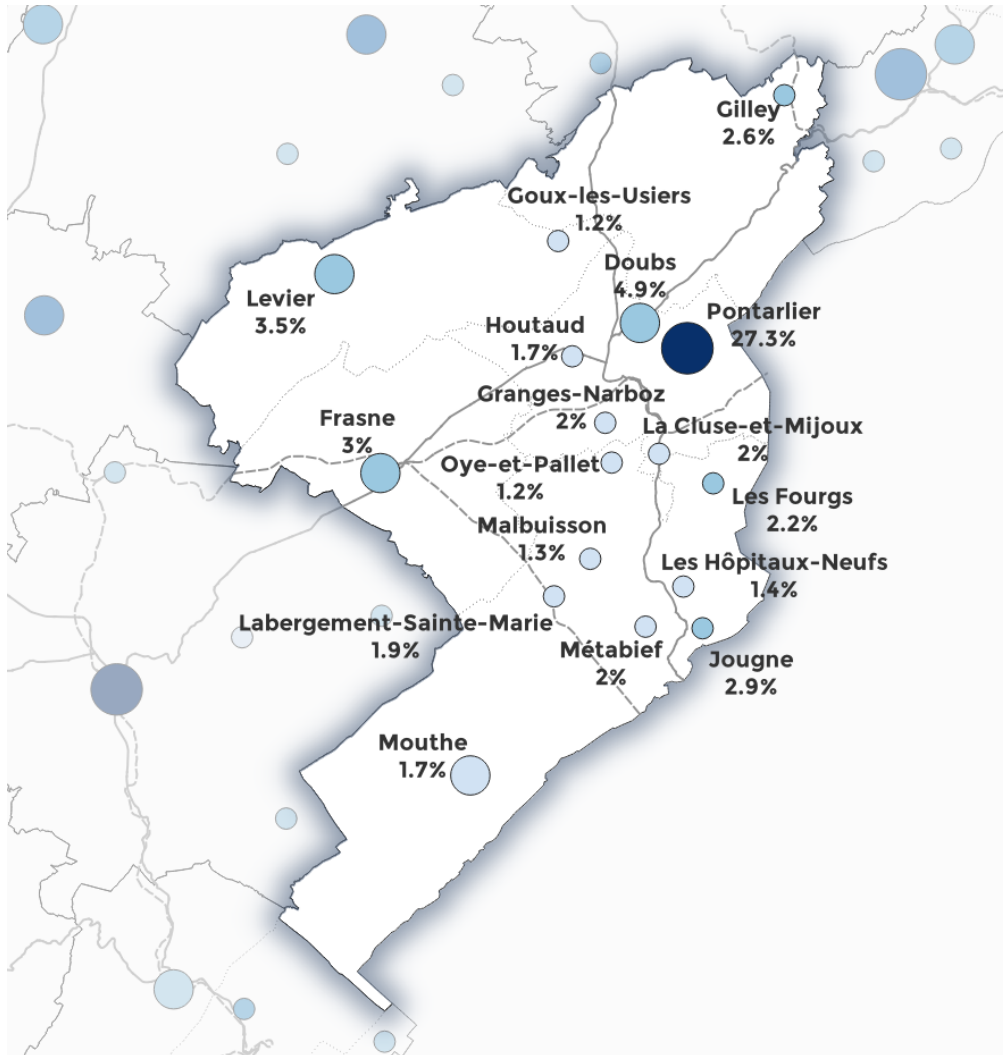 Gilley
2.6%
Goux-les-Usiers
1.2%
Doubs
4.9%
Levier
3.5%
Pontarlier
27.3%
Houtaud
1.7%
Granges-Narboz
2%
Frasne
3%
La Cluse-et-Mijoux
2%
Oye-et-Pallet
1.2%
Les Fourgs
2.2%
Malbuisson
1.3%
Les Hôpitaux-Neufs
1.4%
Labergement-Sainte-Marie
1.9%
Métabief
2%
Jougne
2.9%
Mouthe
1.7%